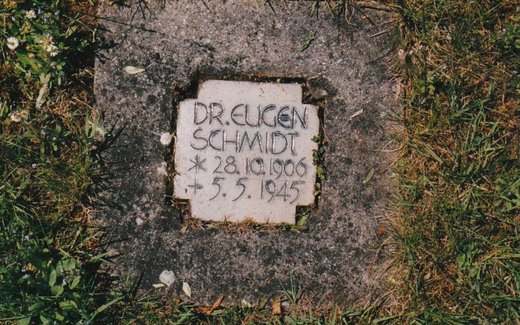 DR. EUGEN
SCHMIDT
* 28.10.1906
+ 5.5.1945